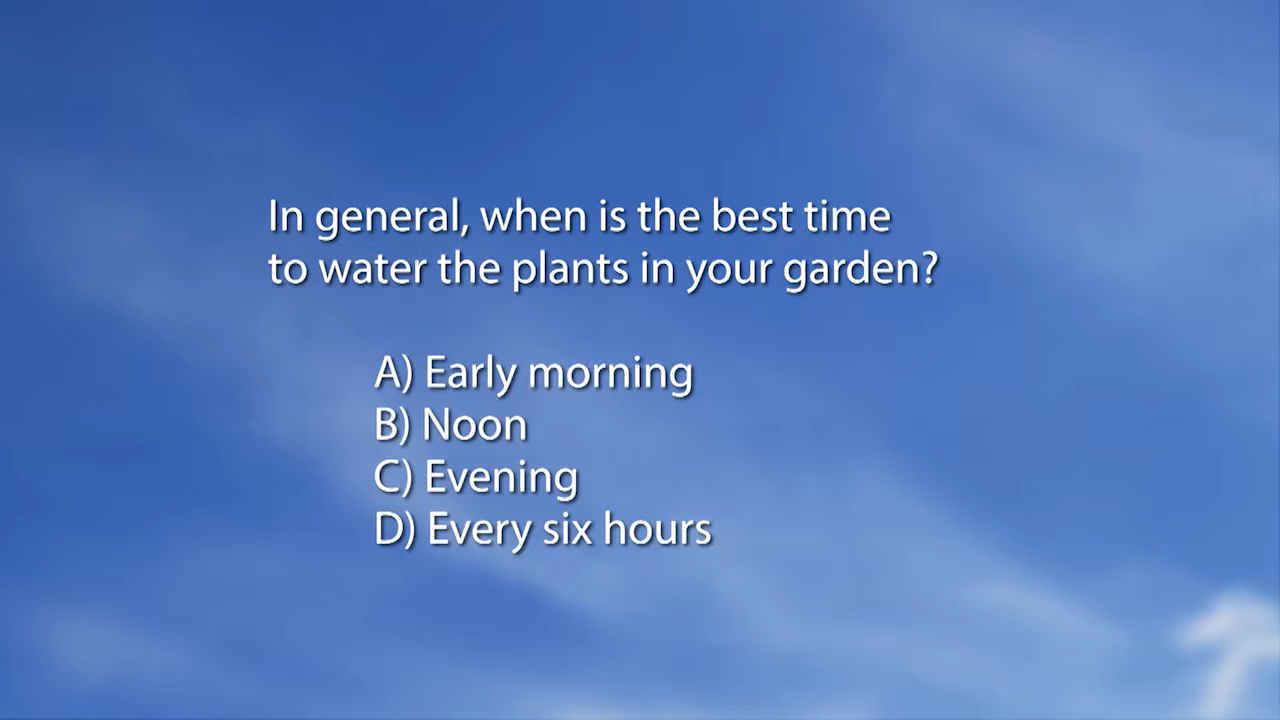 In general, when is the best time
to water the plants in your garden?
A) Early morning
B) Noon
C) Evening
D) Every six hours